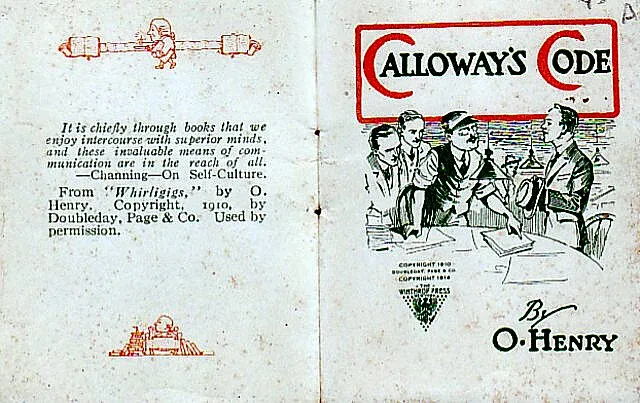 It is chiefly through books that we
enjoy intercourse with superior minds,
and these invaluable means of com-
munication are in the reach of all.
—Channing—On Self-Culture.
From "Whirligigs," by O.
Henry. Copyright, 1910, by
Doubleday, Page & Co. Used by
permission.
CALLOWAY'S CODE
COPYRIGHT 1910
DOUBLEDAY, PAGE & CO.
COPYRIGHT 1914
THE
WINTHROP PRESS
By
O. HENRY